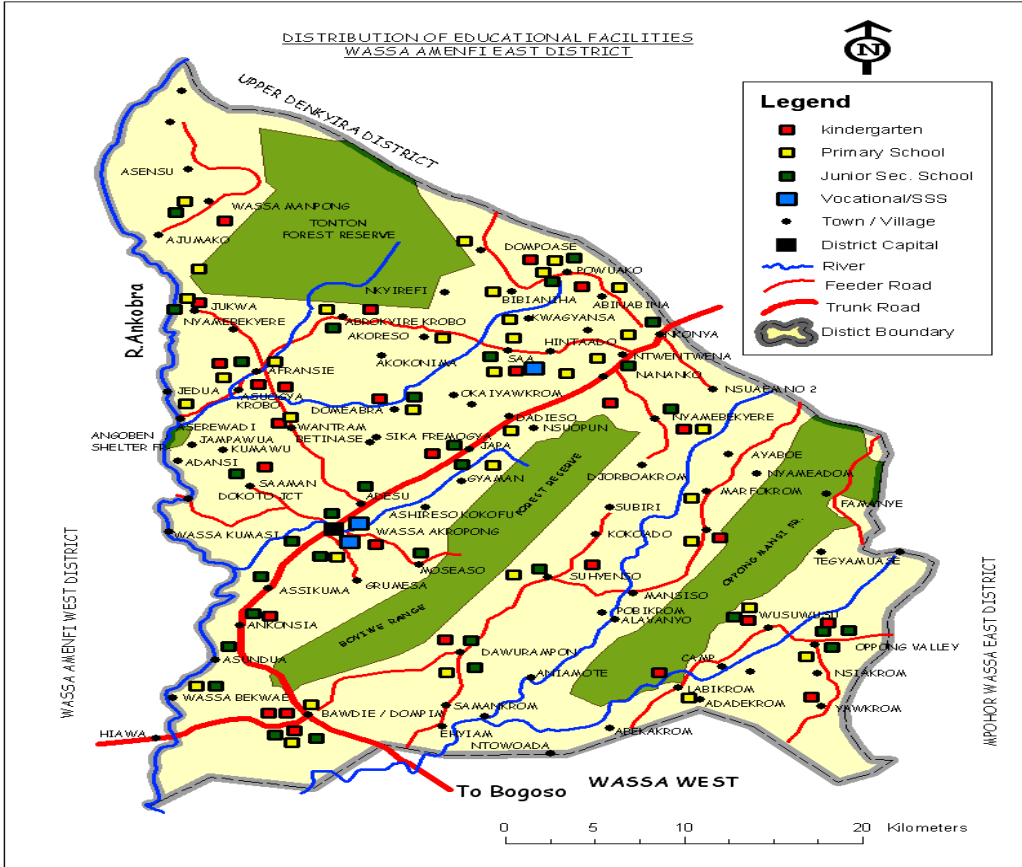 DISTRIBUTION OF EDUCATIONAL FACILITIES
WASSA AMENFI EAST DISTRICT
N
UPPER DENKYIRA DISTRICT
Legend
kindergarten
Primary School
Junior Sec. School
Vocational/SSS
Town / Village
District Capital
River
Feeder Road
Trunk Road
Distict Boundary
ASENSU
WASSA MANPONG
TONTON
FOREST RESERVE
AJUMAKO
DOMPOASE
POWUAKO
NKYIREFI
BIBIANIHA
ABINABINA
R.Ankobra
JUKWA
NYAMEBEKYERE
ABROKYIRE KROBO
KWAGYANSA
AKORESO
HINTAADO
NKONYA
AKOKONIMA
SAA
NTWENTWENA
AFRANSIE
NANANKO
JEDUA
ASUOGYA
KROBO
OKAIYAWKROM
NSUAEM NO 2
DOMEABRA
DADIESO
NYAMEBEKYERE
ASEREWADI
WANTRAM
NSUOPUN
ANGOBEN
SHELTER FR.
JAMPAWUA
BETINASE
SIKA FREMOGYA
KUMAWU
JAPA
AYABOE
ADANSI
GYAMAN
DJORBOAKROM
NYAMEADOM
SAAMAN
FOREST RESERVE
MARFOKROM
DOKOTO JCT
ADESU
FAMANYE
ASHIRESO KOKOFU
SUBIRI
OPPONG MANSI FR.
WASSA KUMASI
WASSA AKROPONG
KOKOADO
MOSEASO
TEGYAMUASE
GRUMESA
SUHYENSO
ASSIKUMA
MANSISO
BOYIWE RANGE
POBIKROM
WUSUWUSU
ANKONSIA
ALAVANYO
DAWURAMPON
OPPONG VALLEY
ASUNDUA
CAMP
ANIAMOTE
NSIAKROM
WASSA BEKWAE
LABIKROM
SAMANKROM
ADADEKROM
YAWKROM
BAWDIE / DOMPIM
EHYIAM
ABEKAKROM
HIAWA
NTOWOADA
WASSA AMENFI WEST DISTRICT
MPOHOR WASSA EAST DISTRICT
WASSA WEST
To Bogoso
0 5 10 20 Kilometers